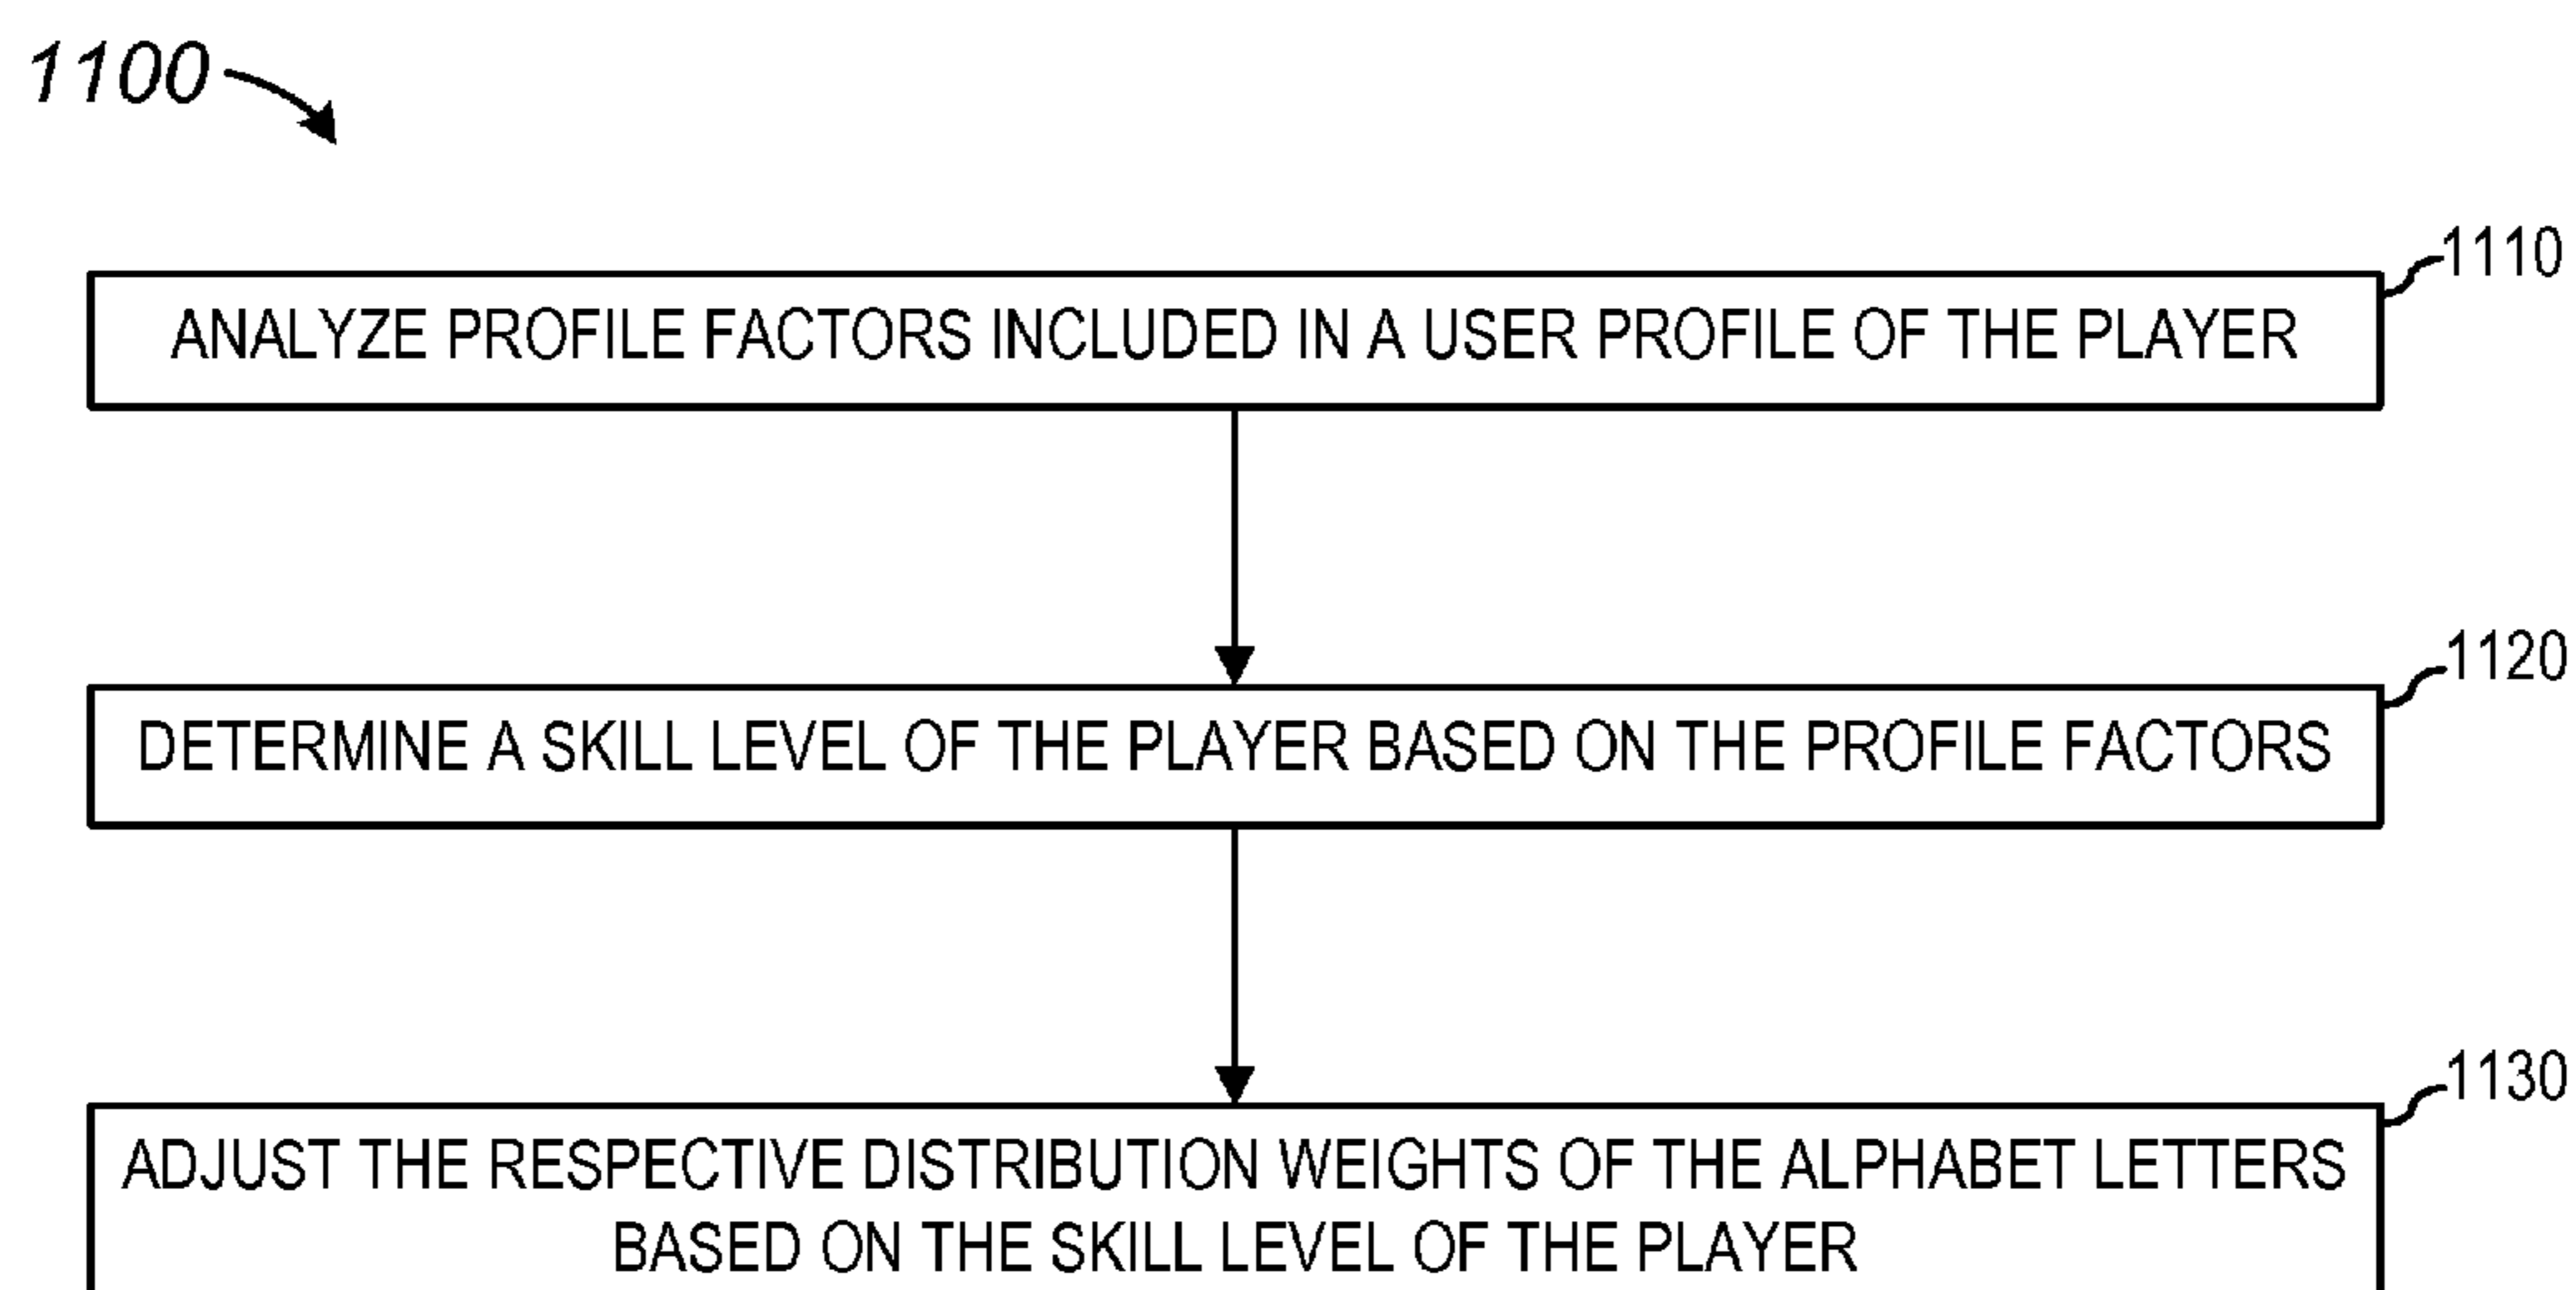 1100
1110
ANALYZE PROFILE FACTORS INCLUDED IN A USER PROFILE OF THE PLAYER
1120
DETERMINE A SKILL LEVEL OF THE PLAYER BASED ON THE PROFILE FACTORS
1130
ADJUST THE RESPECTIVE DISTRIBUTION WEIGHTS OF THE ALPHABET LETTERS
BASED ON THE SKILL LEVEL OF THE PLAYER